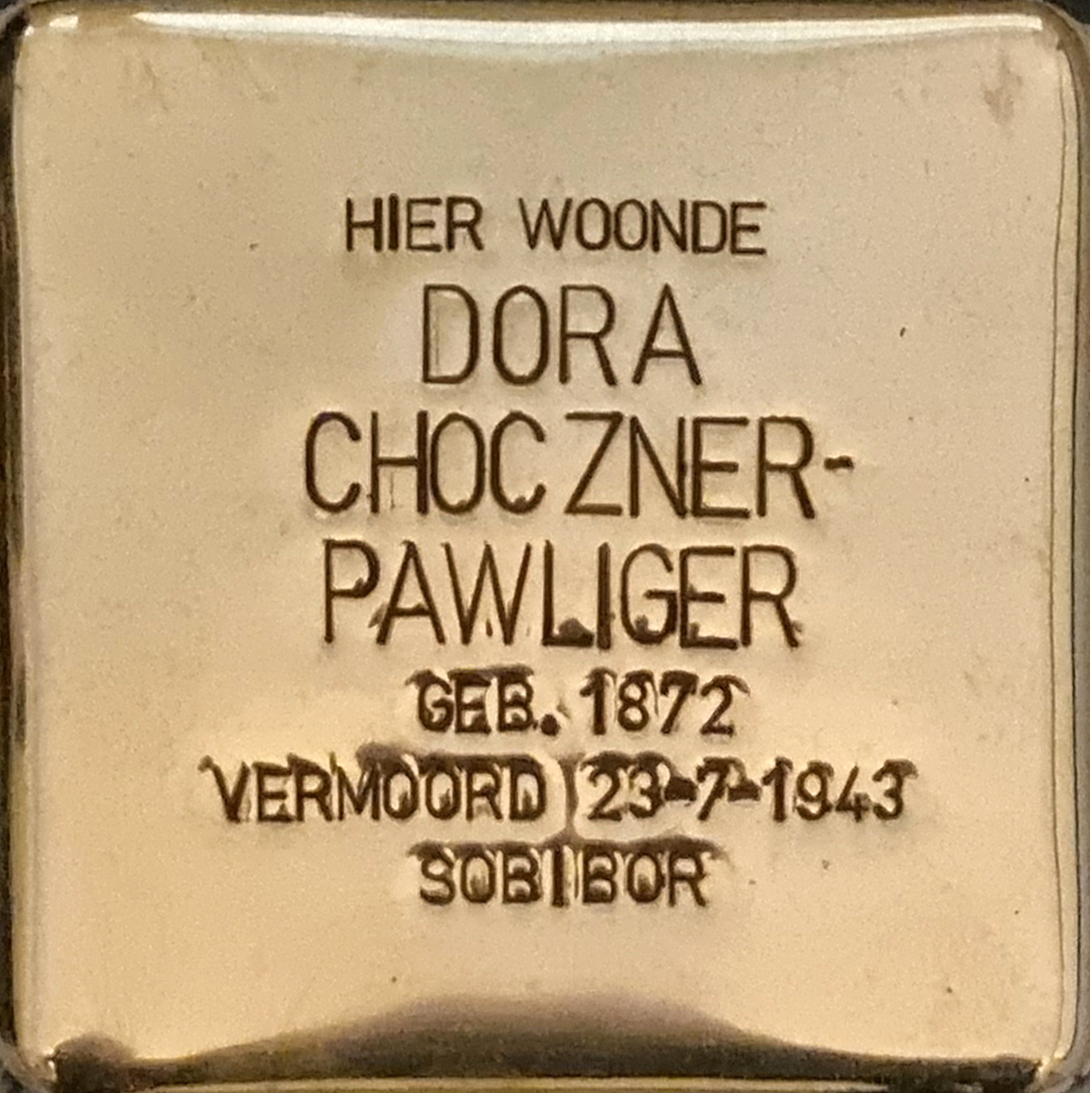 HIER WOONDE
DORA
CHOCZNER-
PAWLIGER
GEB. 1872
VERMOORD 23-7-1943
SOBIBOR